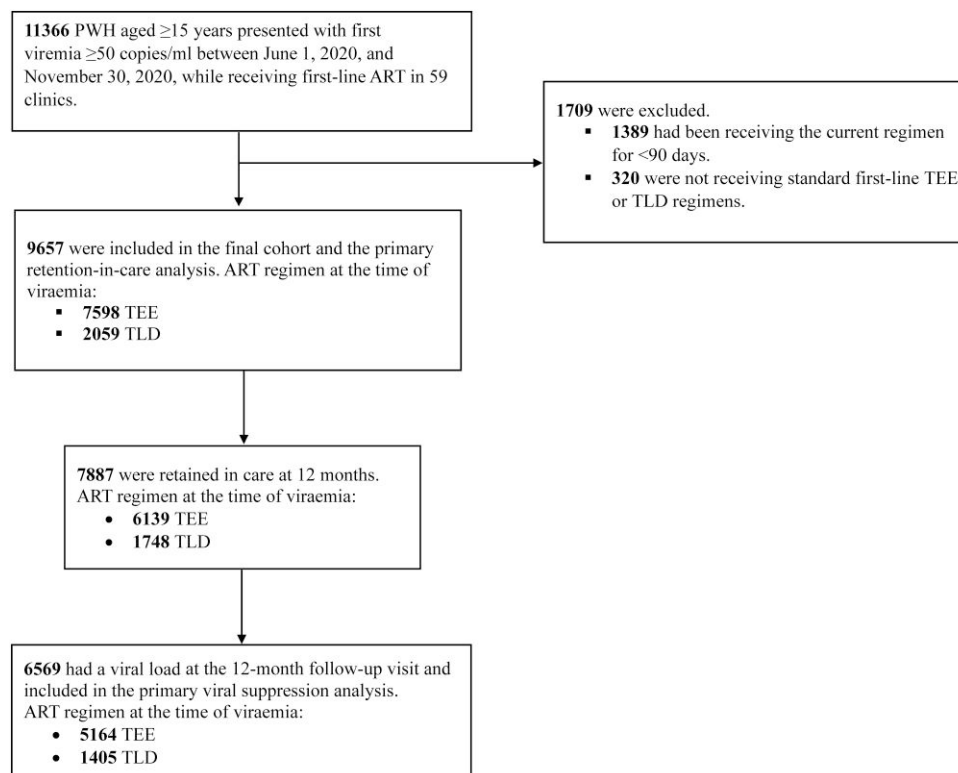 11366 PWH aged ≥15 years presented with first
viremia ≥50 copies/ml between June 1, 2020, and
November 30, 2020, while receiving first-line ART in 59
clinics.
1709 were excluded.
▪ 1389 had been receiving the current regimen
for <90 days.
▪ 320 were not receiving standard first-line TEE
or TLD regimens.
9657 were included in the final cohort and the primary
retention-in-care analysis. ART regimen at the time of
viraemia:
▪ 7598 TEE
▪ 2059 TLD
7887 were retained in care at 12 months.
ART regimen at the time of viraemia:
• 6139 TEE
• 1748 TLD
6569 had a viral load at the 12-month follow-up visit and
included in the primary viral suppression analysis.
ART regimen at the time of viraemia:
• 5164 TEE
• 1405 TLD